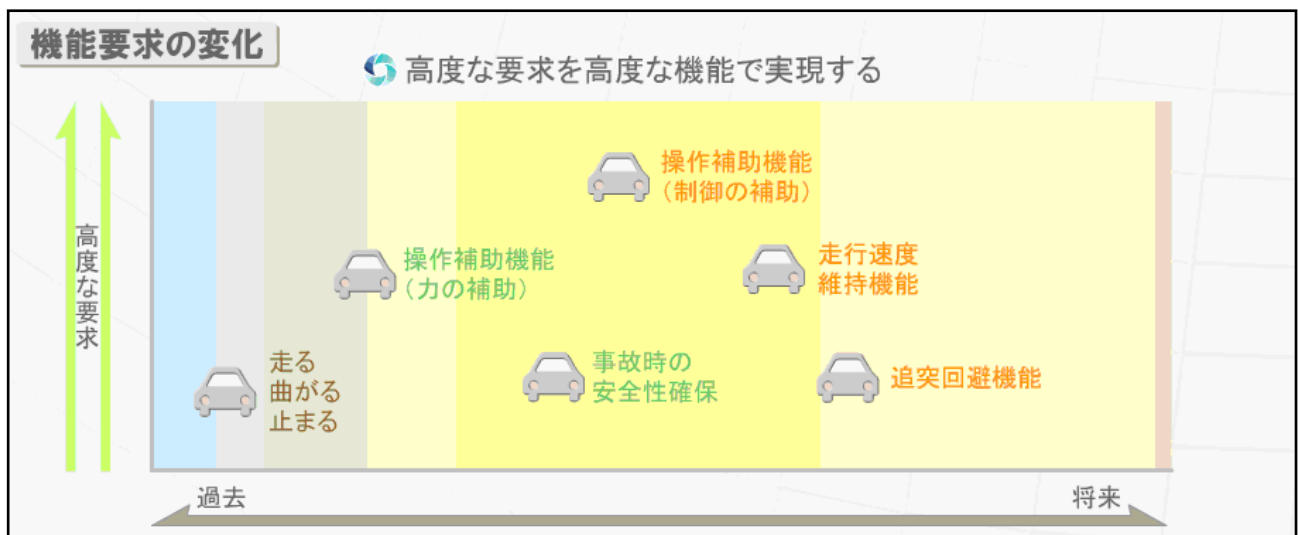 機能要求の変化
高度な要求を高度な機能で実現する
高度な要求
操作補助機能
（制御の補助）
操作補助機能
（力の補助）
走行速度
維持機能
走る
曲がる
止まる
事故時の
安全性確保
追突回避機能
過去
将来